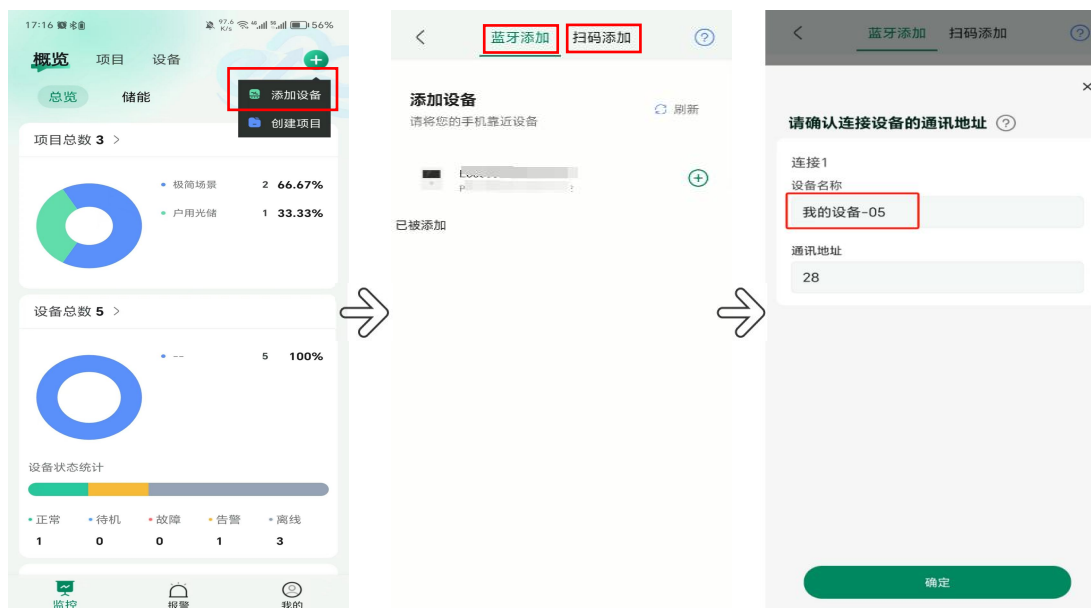 17:16
97.6 K/s
56%
概览 项目 设备
总览 储能
添加设备
创建项目
项目总数 3 >
极简场景 2 66.67%
户用光储 1 33.33%
设备总数 5 >
-- 5 100%
设备状态统计
正常 待机 故障 告警 离线
1 0 0 1 3
监控 报警 我的
蓝牙添加 扫码添加
添加设备
刷新
请将您的手机靠近设备
已被添加
蓝牙添加 扫码添加
请确认连接设备的通讯地址
连接1
设备名称
我的设备-05
通讯地址
28
确定